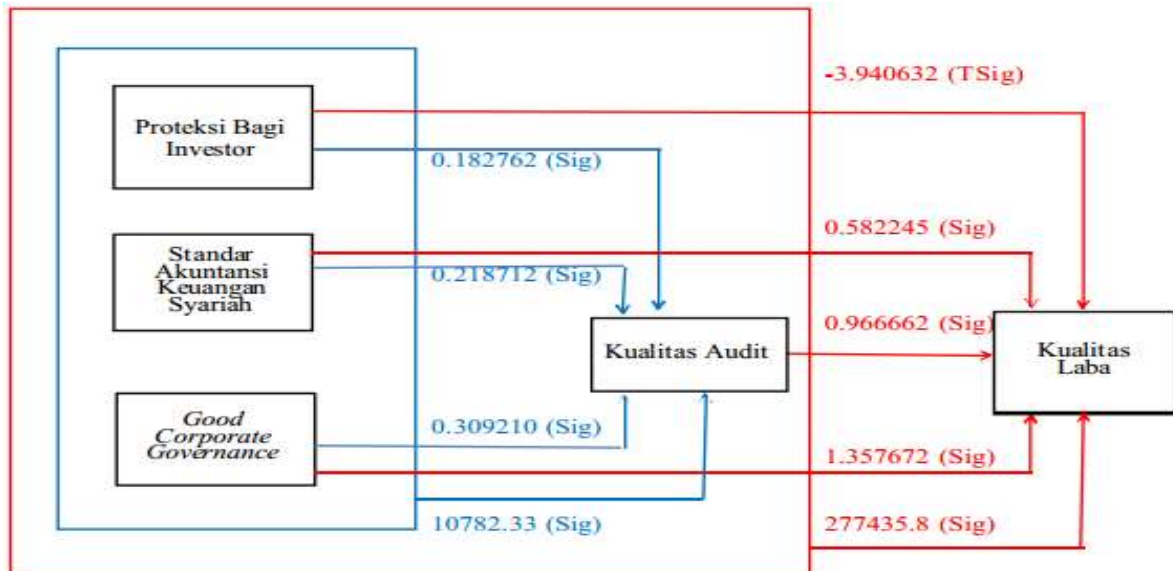 -3.940632 (TSig)
Proteksi Bagi
Investor
0.182762 (Sig)
0.582245 (Sig)
Standar
Akuntansi
Keuangan
Syariah
0.218712 (Sig)
Kualitas Audit
0.966662 (Sig)
Kualitas
Laba
Good
Corporate
Governance
0.309210 (Sig)
1.357672 (Sig)
10782.33 (Sig)
277435.8 (Sig)